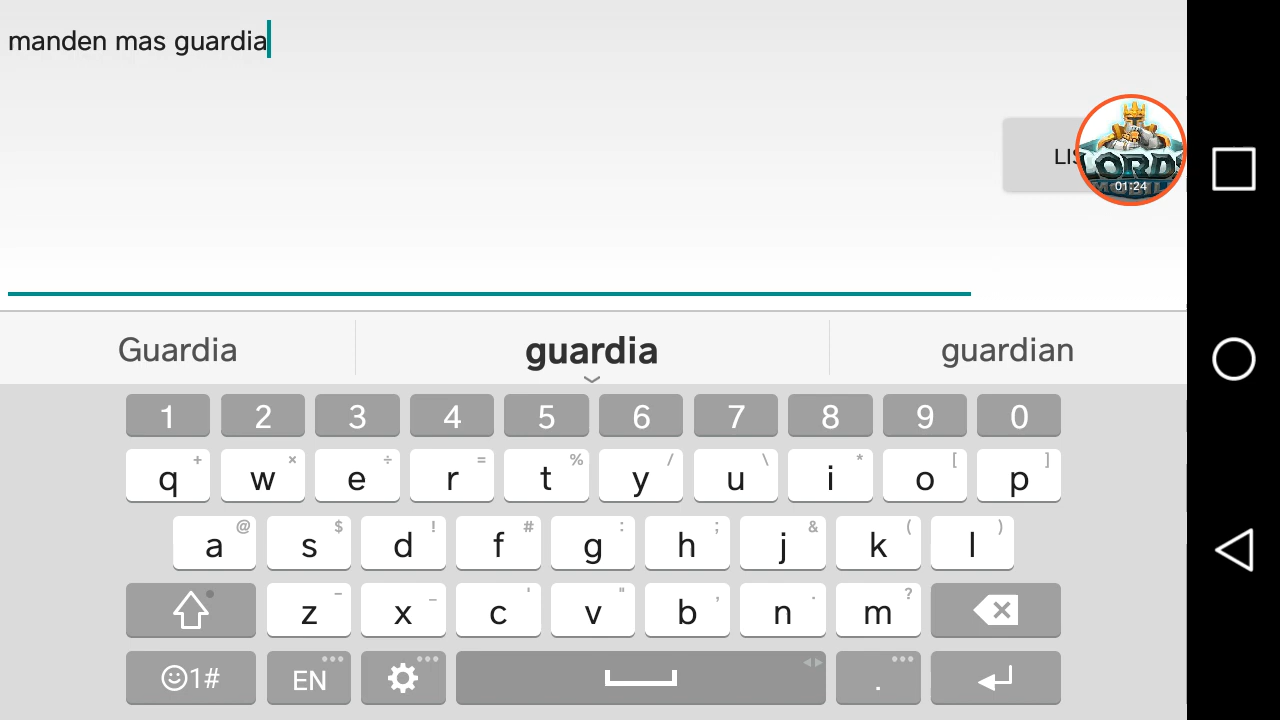 manden mas guardia
LIS
LORDS
MOBILE
01:24
Guardia guardia guardian
1 2 3 4 5 6 7 8 9 0
q + w × e ÷ r = t % y / u \ i * o [ p ]
a @ s $ d ! f # g : h ; j & k ( l )
z - x _ c ' v " b , n . m ?
1# EN .